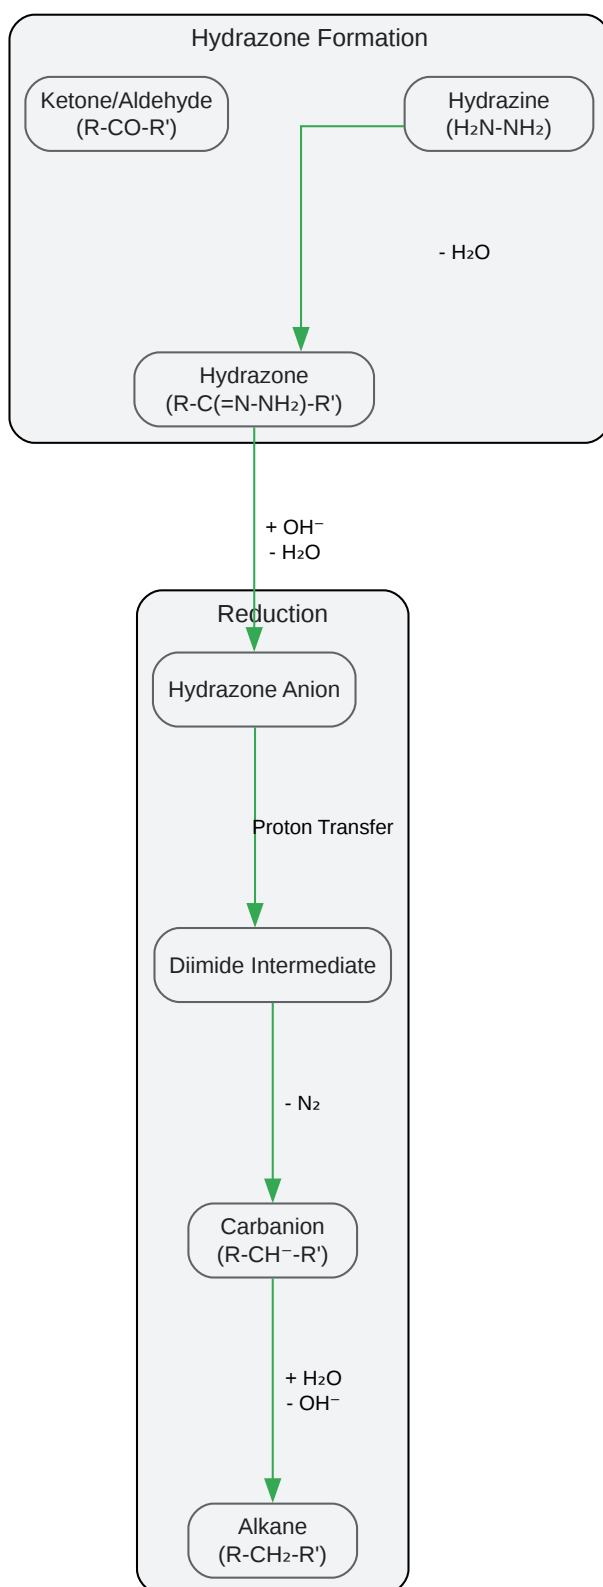 Hydrazone Formation
Ketone/Aldehyde
(R-CO-R')
Hydrazine
(H₂N-NH₂)
- H₂O
Hydrazone
(R-C(=N-NH₂)-R')
+ OH⁻
- H₂O
Reduction
Hydrazone Anion
Proton Transfer
Diimide Intermediate
- N₂
Carbanion
(R-CH⁻-R')
+ H₂O
- OH⁻
Alkane
(R-CH₂-R')